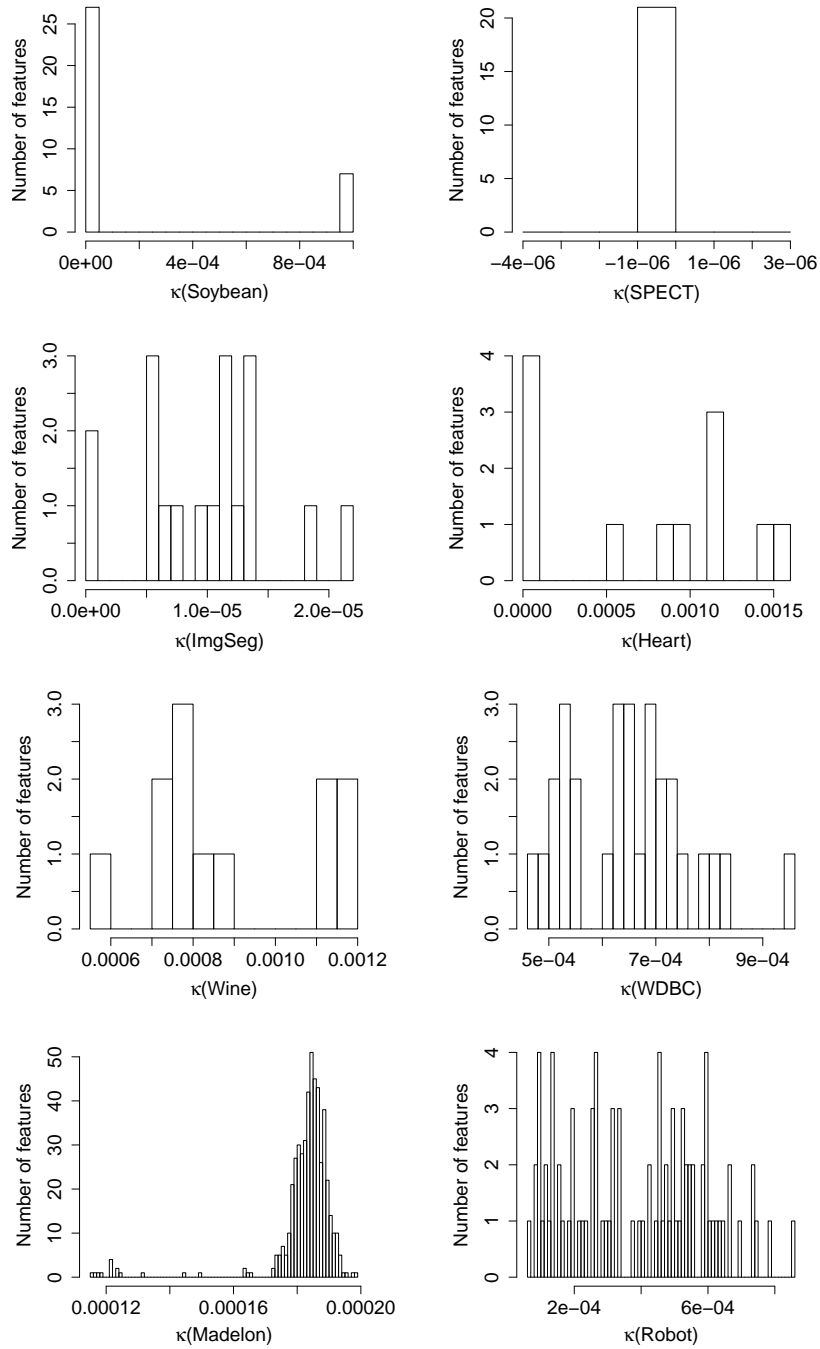 Number of features
0 5 10 15 20 25
0e+00 4e-04 8e-04
κ(Soybean)
Number of features
0 5 10 15 20
−4e−06 −1e−06 1e−06 3e−06
κ(SPECT)
Number of features
0.0 1.0 2.0 3.0
0.0e+00 1.0e-05 2.0e-05
κ(ImgSeg)
Number of features
0 1 2 3 4
0.0000 0.0005 0.0010 0.0015
κ(Heart)
Number of features
0.0 1.0 2.0 3.0
0.0006 0.0008 0.0010 0.0012
κ(Wine)
Number of features
0.0 1.0 2.0 3.0
5e−04 7e−04 9e−04
κ(WDBC)
Number of features
0 10 20 30 40 50
0.00012 0.00016 0.00020
κ(Madelon)
Number of features
0 1 2 3 4
2e−04 6e−04
κ(Robot)